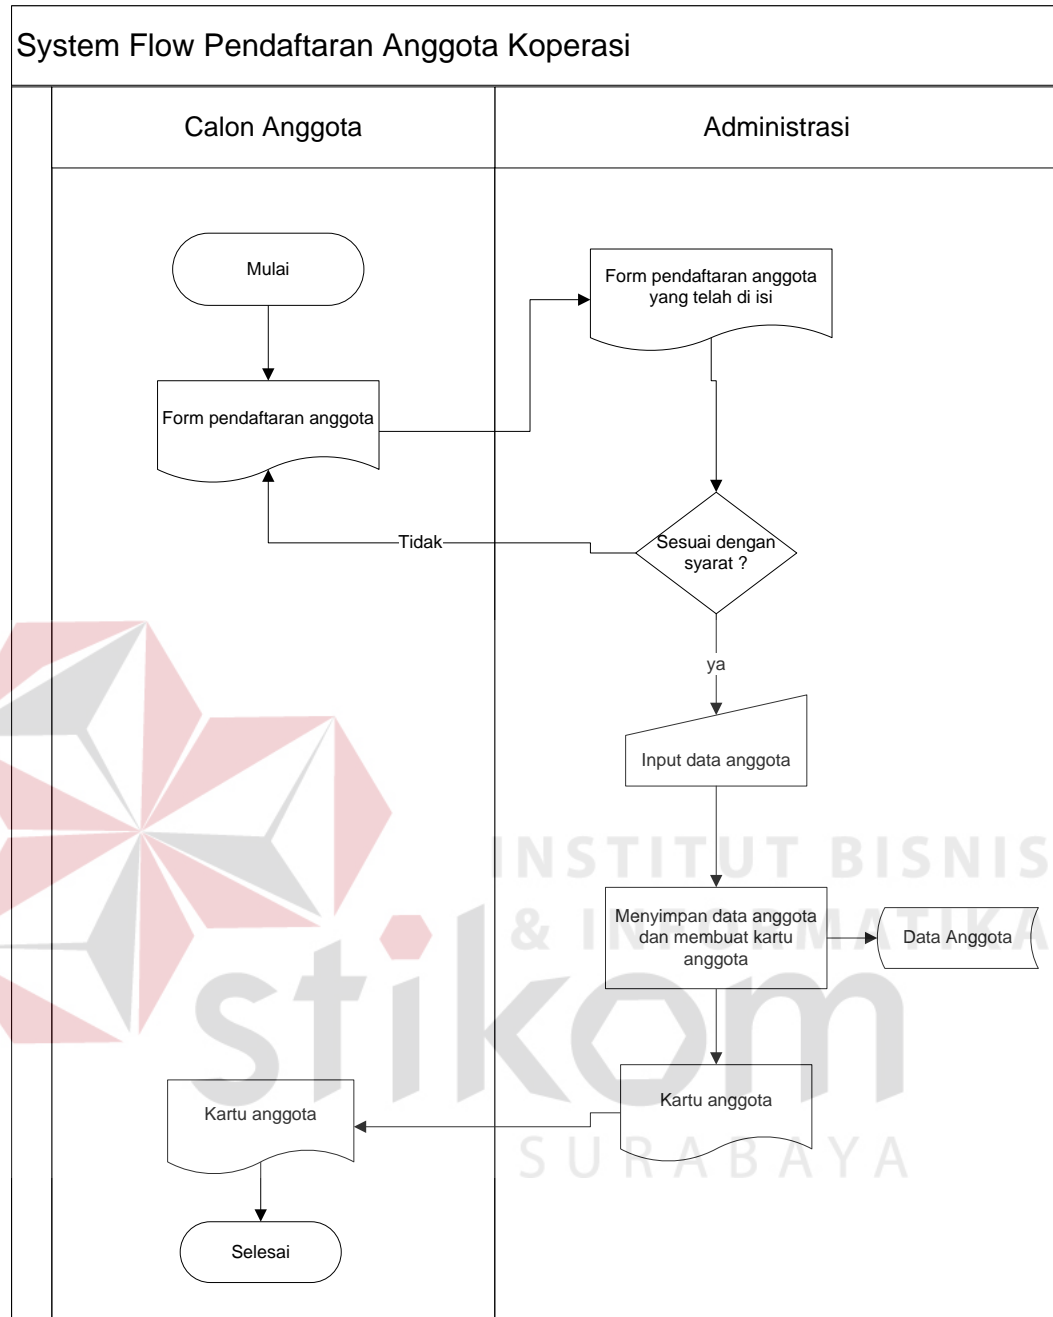 System Flow Pendaftaran Anggota Koperasi
Calon Anggota
Administrasi
Mulai
Form pendaftaran anggota
yang telah di isi
Form pendaftaran anggota
Tidak
Sesuai dengan
syarat ?
ya
Input data anggota
INSTITUT BISNIS
& INFORMATIKA
Menyimpan data anggota
dan membuat kartu
anggota
Data Anggota
stikom
Kartu anggota
Kartu anggota
SURABAYA
Selesai